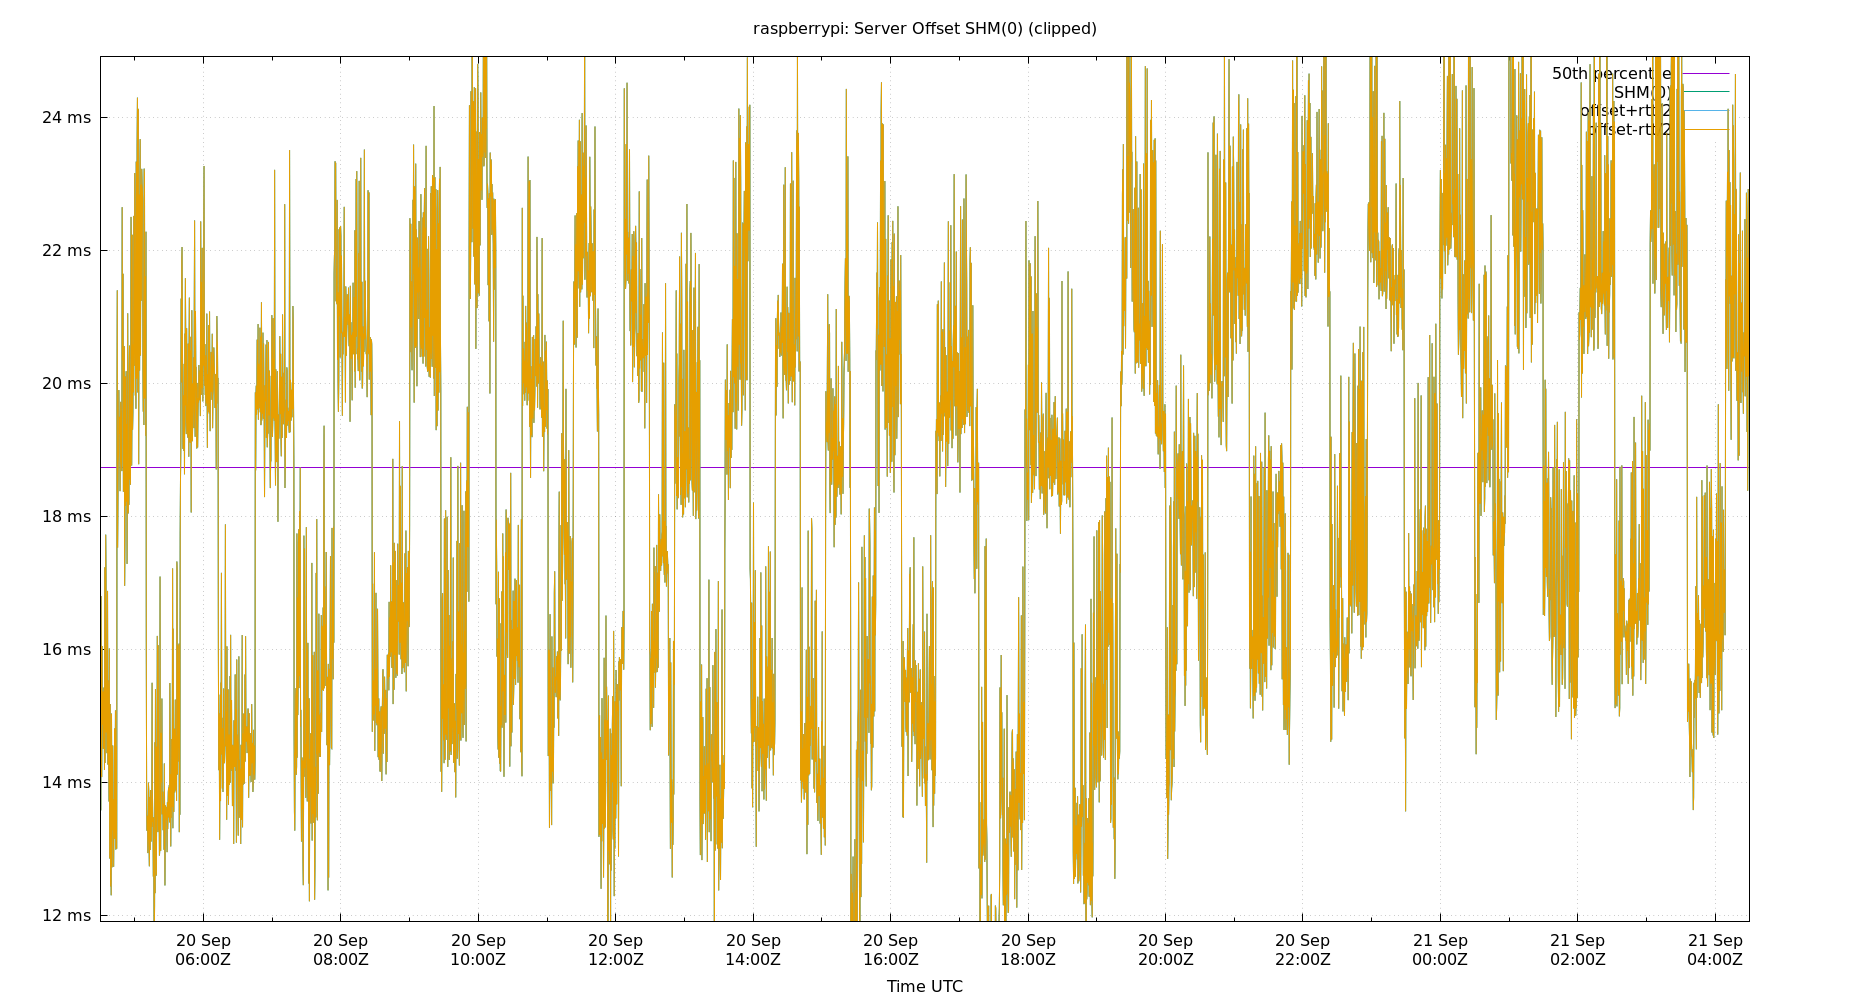 raspberrypi: Server Offset SHM(0) (clipped)
24 ms
22 ms
20 ms
18 ms
16 ms
14 ms
12 ms
50th percentile
SHM(0)
offset+rtt/2
offset-rtt/2
20 Sep
06:00Z
20 Sep
08:00Z
20 Sep
10:00Z
20 Sep
12:00Z
20 Sep
14:00Z
20 Sep
16:00Z
20 Sep
18:00Z
20 Sep
20:00Z
20 Sep
22:00Z
21 Sep
00:00Z
21 Sep
02:00Z
21 Sep
04:00Z
Time UTC